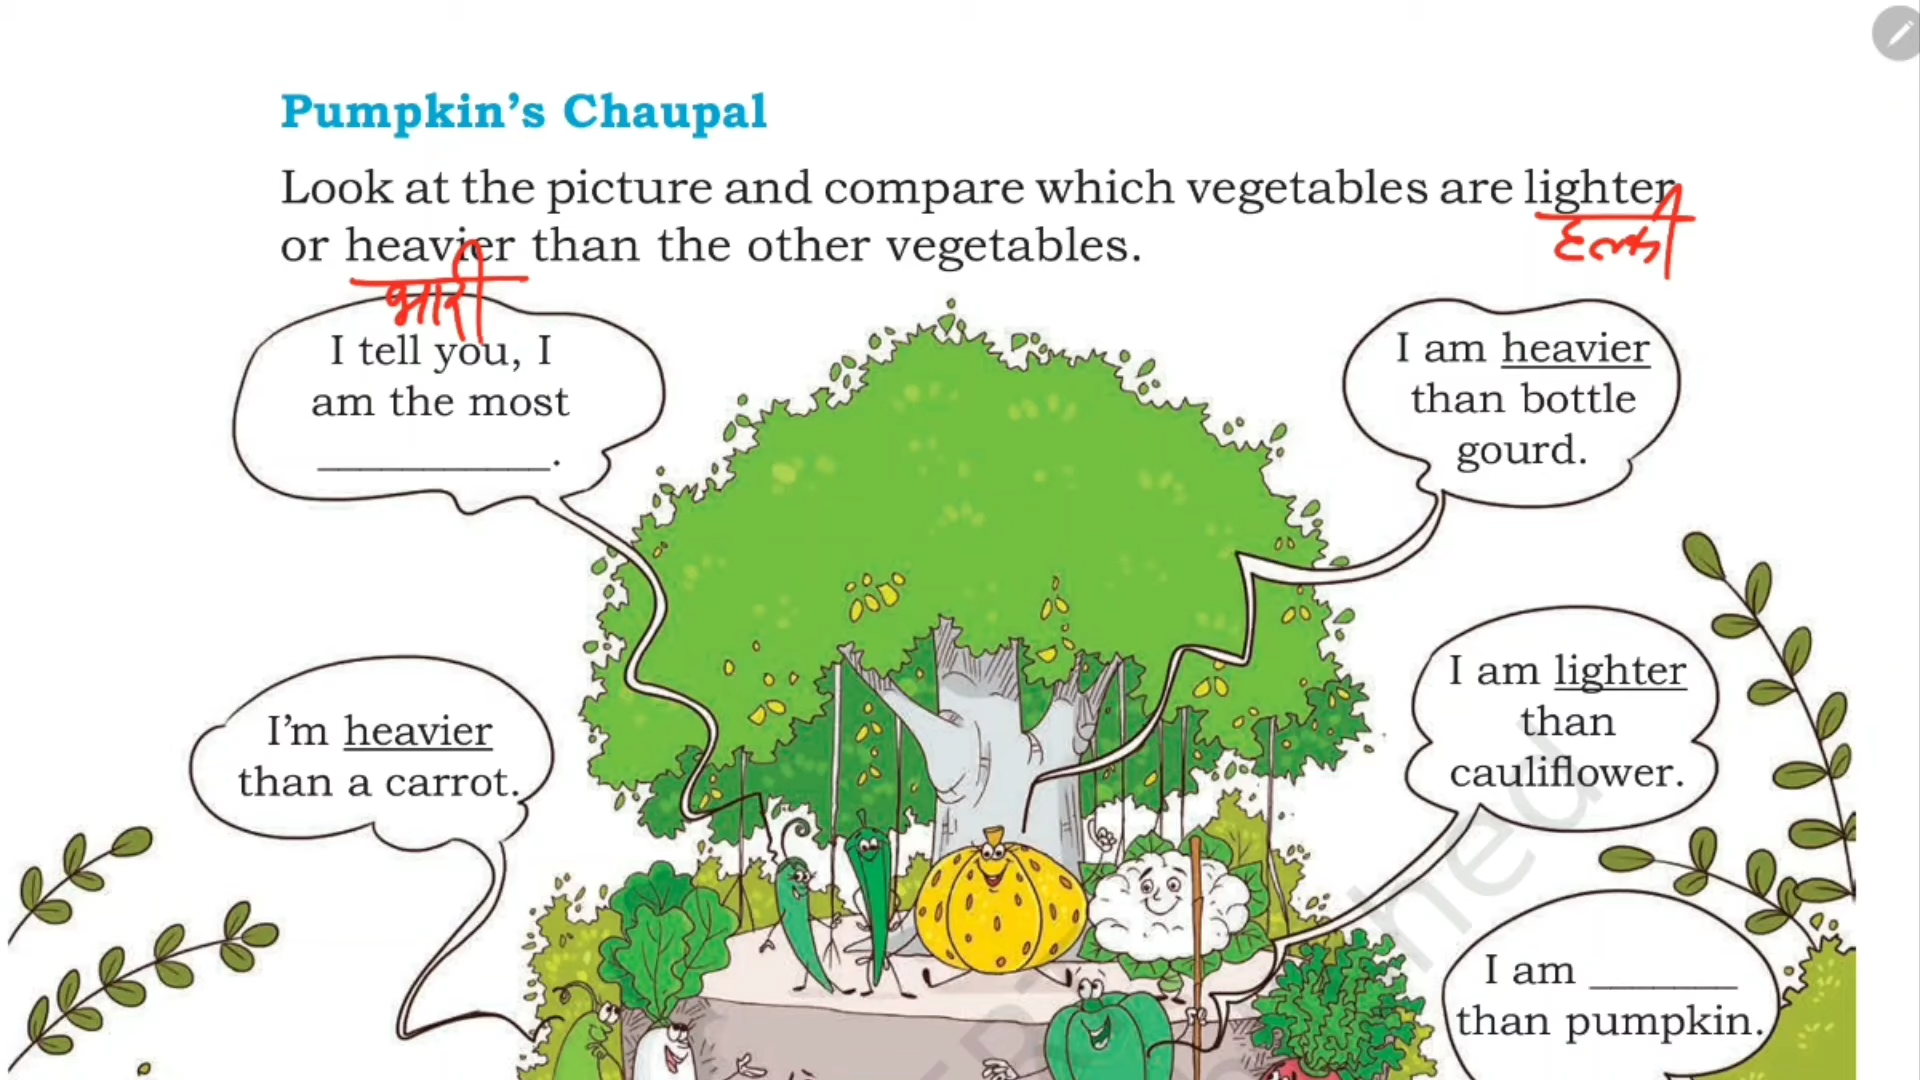 Pumpkin's Chaupal
Look at the picture and compare which vegetables are lighter
हल्की
or heavier than the other vegetables.
भारी
I tell you, I
am the most
___________.
I am heavier
than bottle
gourd.
I'm heavier
than a carrot.
I am lighter
than
cauliflower.
I am _______
than pumpkin.